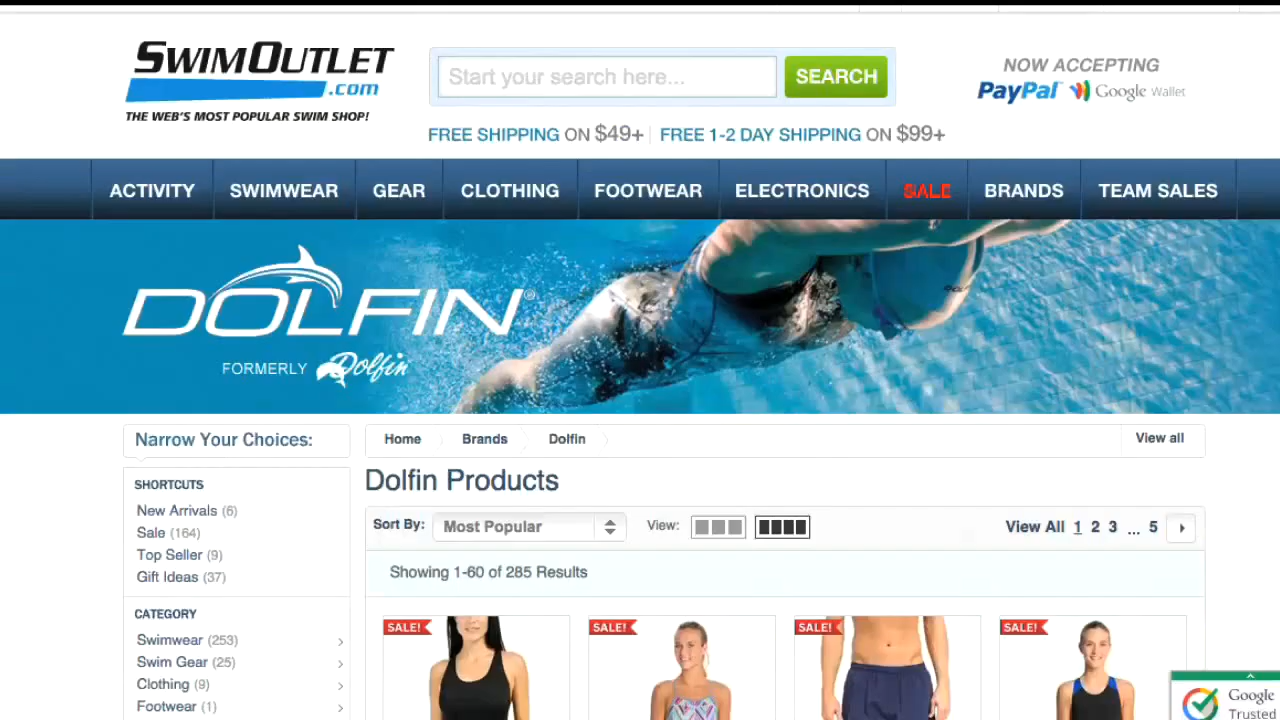 SWIMOUTLET
.com
THE WEB'S MOST POPULAR SWIM SHOP!
Start your search here...
SEARCH
NOW ACCEPTING
PayPal Google Wallet
FREE SHIPPING ON $49+ FREE 1-2 DAY SHIPPING ON $99+
ACTIVITY SWIMWEAR GEAR CLOTHING FOOTWEAR ELECTRONICS SALE BRANDS TEAM SALES
DOLFIN®
FORMERLY Dolfin
Narrow Your Choices:
Home Brands Dolfin View all
SHORTCUTS
New Arrivals (6)
Sale (164)
Top Seller (9)
Gift Ideas (37)
CATEGORY
Swimwear (253)
Swim Gear (25)
Clothing (9)
Footwear (1)
Dolfin Products
Sort By: Most Popular View: View All 1 2 3 ... 5
Showing 1-60 of 285 Results
SALE! SALE! SALE! SALE!
Google
Trusted